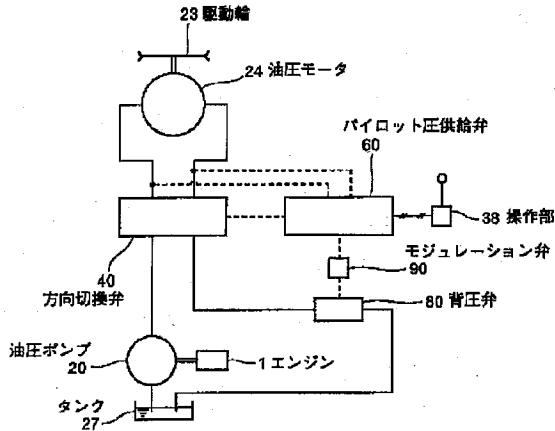 23 駆動輪
24 油圧モータ
パイロット圧供給弁
60
38 操作部
40
方向切換弁
モジュレーション弁
90
80 背圧弁
油圧ポンプ
20
1 エンジン
タンク
27